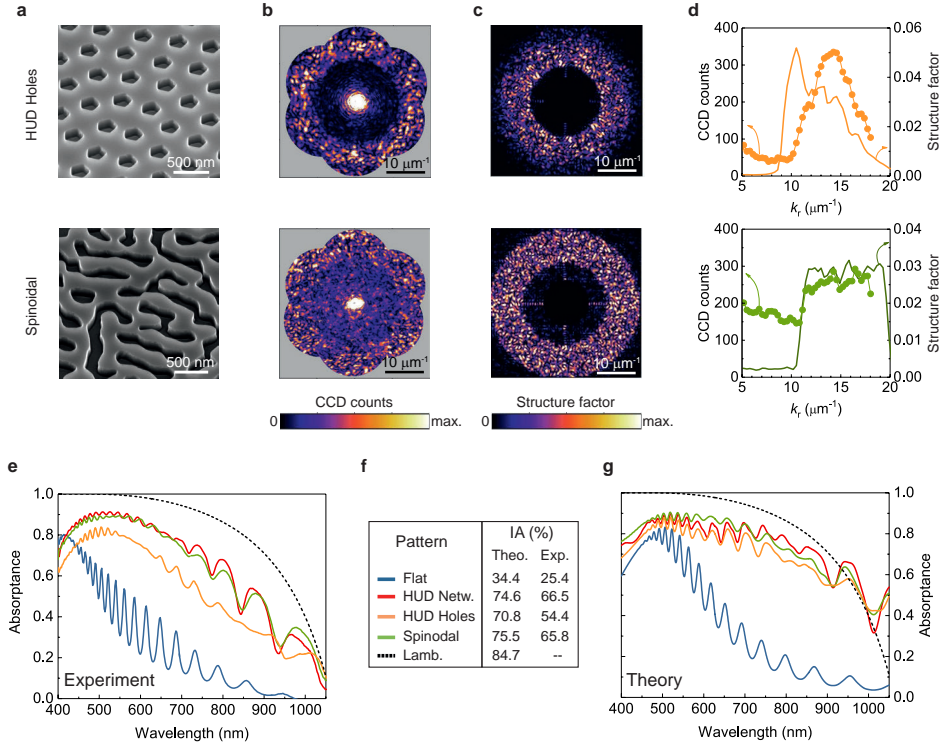 a
b
c
d
HUD Holes
500 nm
10 μm⁻¹
10 μm⁻¹
CCD counts
400
300
200
100
0
5
10
15
20
kr (μm⁻¹)
0.06
0.04
0.02
0.00
Structure factor
Spinoidal
500 nm
10 μm⁻¹
10 μm⁻¹
CCD counts
400
300
200
100
0
5
10
15
20
kr (μm⁻¹)
0.04
0.03
0.02
0.01
0.00
Structure factor
CCD counts
0
max.
Structure factor
0
max.
e
Absorptance
1.0
0.8
0.6
0.4
0.2
0.0
Experiment
400 500 600 700 800 900 1000
Wavelength (nm)
f
Pattern IA (%)
Theo. Exp.
Flat 34.4 25.4
HUD Netw. 74.6 66.5
HUD Holes 70.8 54.4
Spinodal 75.5 65.8
Lamb. 84.7 --
g
1.0
0.8
0.6
0.4
0.2
0.0
Absorptance
Theory
400 500 600 700 800 900 1000
Wavelength (nm)